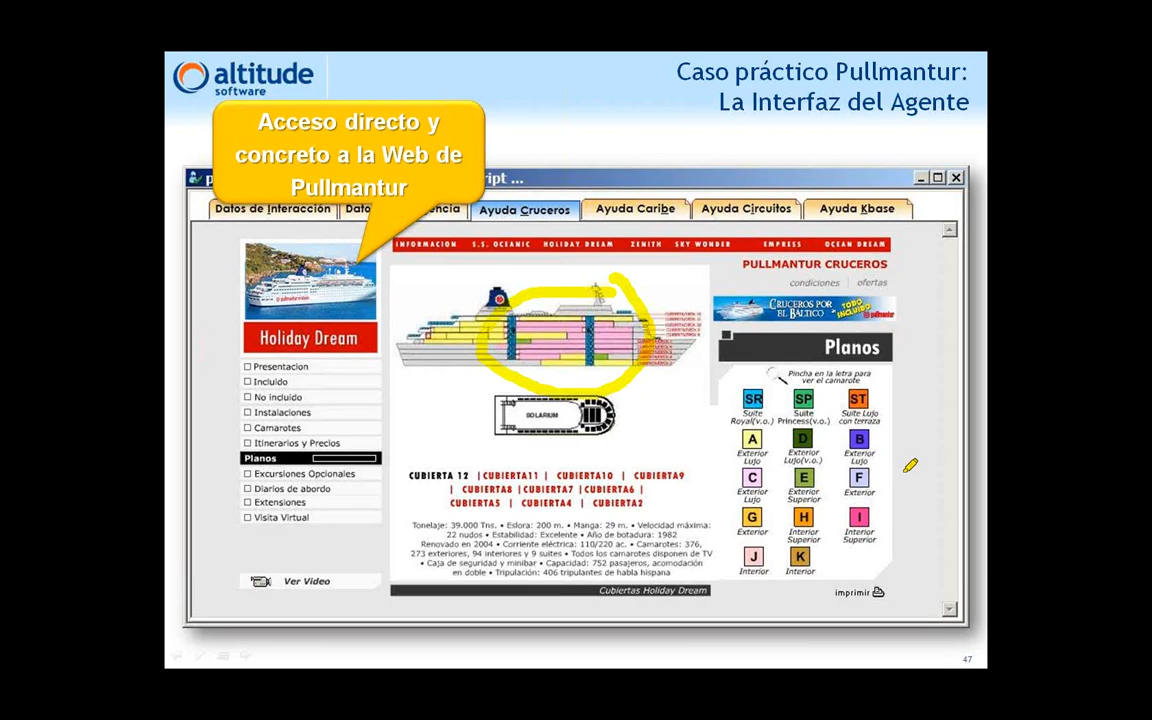 altitude
software
Caso práctico Pullmantur:
La Interfaz del Agente
Acceso directo y
concreto a la Web de
Pullmantur
ript ...
Datos de Interacción
Dato
encia
Ayuda Cruceros
Ayuda Caribe
Ayuda Circuitos
Ayuda Kbase
INFORMACION S.S. OCEANIC HOLIDAY DREAM ZENITH SKY WONDER EMPRESS OCEAN DREAM
PULLMANTUR CRUCEROS
condiciones | ofertas
CRUCEROS POR
EL BALTICO
TODO
INCLUIDO
pullmantur
Holiday Dream
Presentacion
Incluido
No incluido
Instalaciones
Camarotes
Itinerarios y Precios
Planos
Excursiones Opcionales
Diarios de abordo
Extensiones
Visita Virtual
Ver Video
SOLARIUM
CUBIERTA 12 |CUBIERTA11 | CUBIERTA10 | CUBIERTA9
| CUBIERTA8 |CUBIERTA7 |CUBIERTA6 |
CUBIERTA5 | CUBIERTA4 | CUBIERTA2
Tonelaje: 39.000 Tns. • Eslora: 200 m. • Manga: 29 m. • Velocidad máxima:
22 nudos • Estabilidad: Excelente • Año de botadura: 1982
Renovado en 2004 • Corriente eléctrica: 110/220 ac. • Camarotes: 376,
273 exteriores, 94 interiores y 9 suites • Todos los camarotes disponen de TV
• Caja de seguridad y minibar • Capacidad: 752 pasajeros, acomodación
en doble • Tripulación: 406 tripulantes de habla hispana
Cubiertas Holiday Dream
Planos
Pincha en la letra para
ver el camarote
SR SP ST
Suite Royal(v.o.)
Suite Princess(v.o.)
Suite Lujo con terraza
A D B
Exterior Lujo
Exterior Lujo(v.o.)
Exterior Lujo
C E F
Exterior Lujo
Exterior Superior
Exterior
G H I
Interior
Interior Superior
Interior Superior
J K
Interior
Interior
imprimir
47